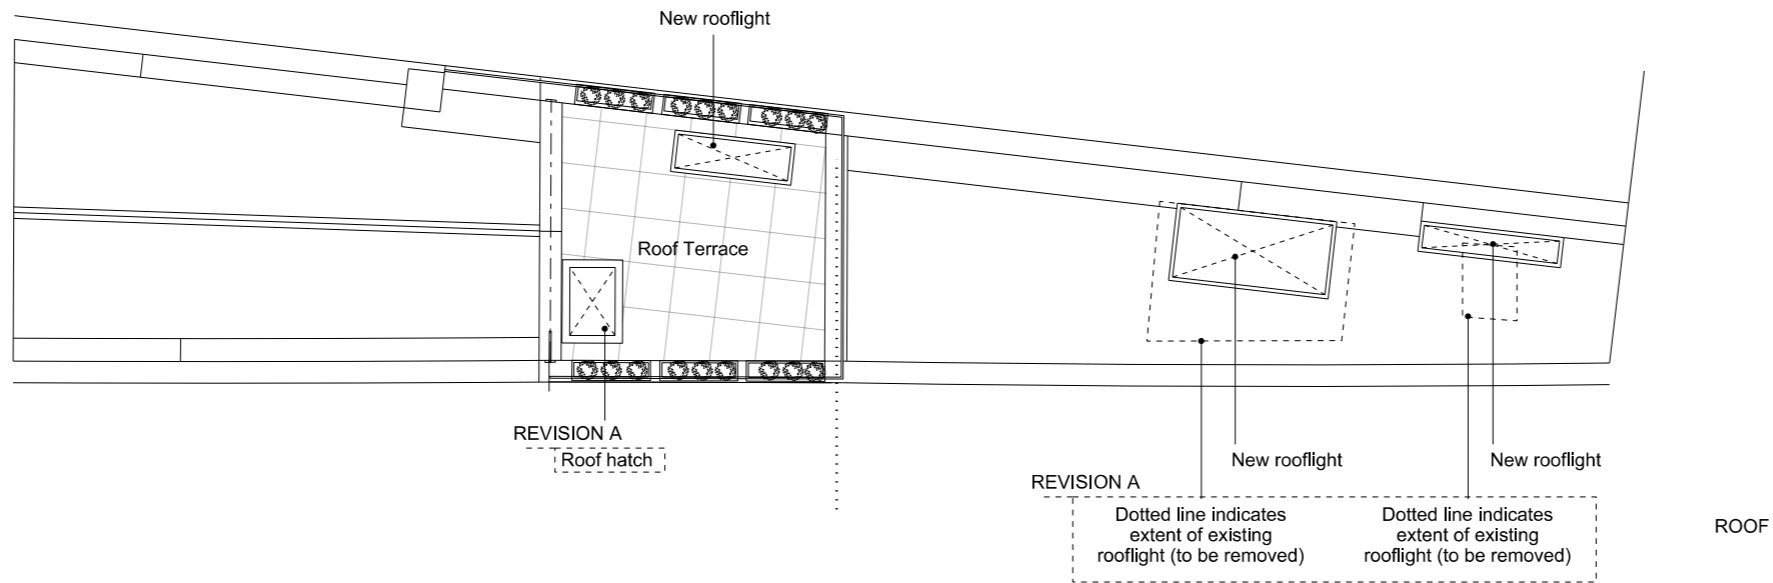 New rooflight
Roof Terrace
REVISION A
Roof hatch
New rooflight
New rooflight
REVISION A
Dotted line indicates
extent of existing
rooflight (to be removed)
Dotted line indicates
extent of existing
rooflight (to be removed)
ROOF